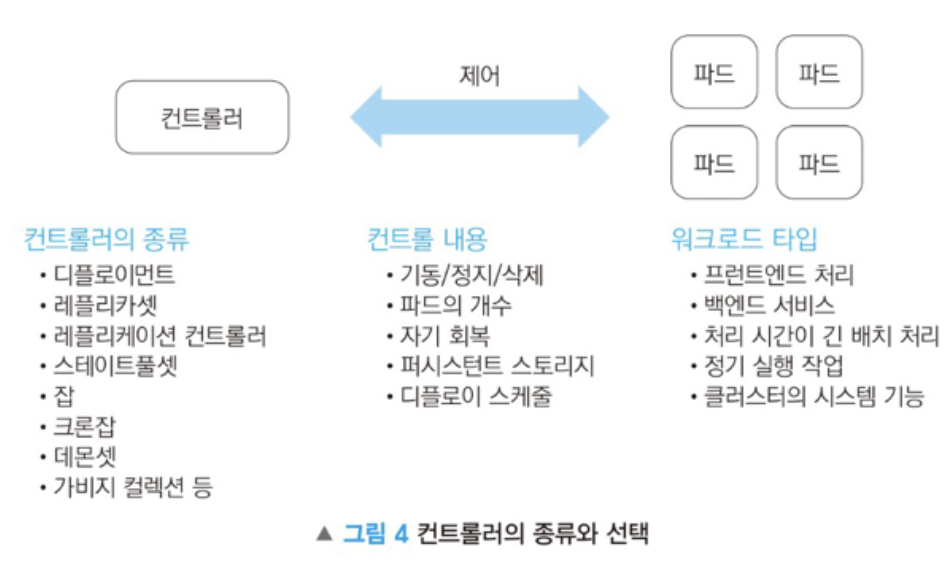 제어
컨트롤러
파드
파드
파드
파드
컨트롤러의 종류
• 디플로이먼트
• 레플리카셋
• 레플리케이션 컨트롤러
• 스테이트풀셋
• 잡
• 크론잡
• 데몬셋
• 가비지 컬렉션 등
컨트롤 내용
• 기동/정지/삭제
• 파드의 개수
• 자기 회복
• 퍼시스턴트 스토리지
• 디플로이 스케줄
워크로드 타입
• 프런트엔드 처리
• 백엔드 서비스
• 처리 시간이 긴 배치 처리
• 정기 실행 작업
• 클러스터의 시스템 기능
▲ 그림 4 컨트롤러의 종류와 선택